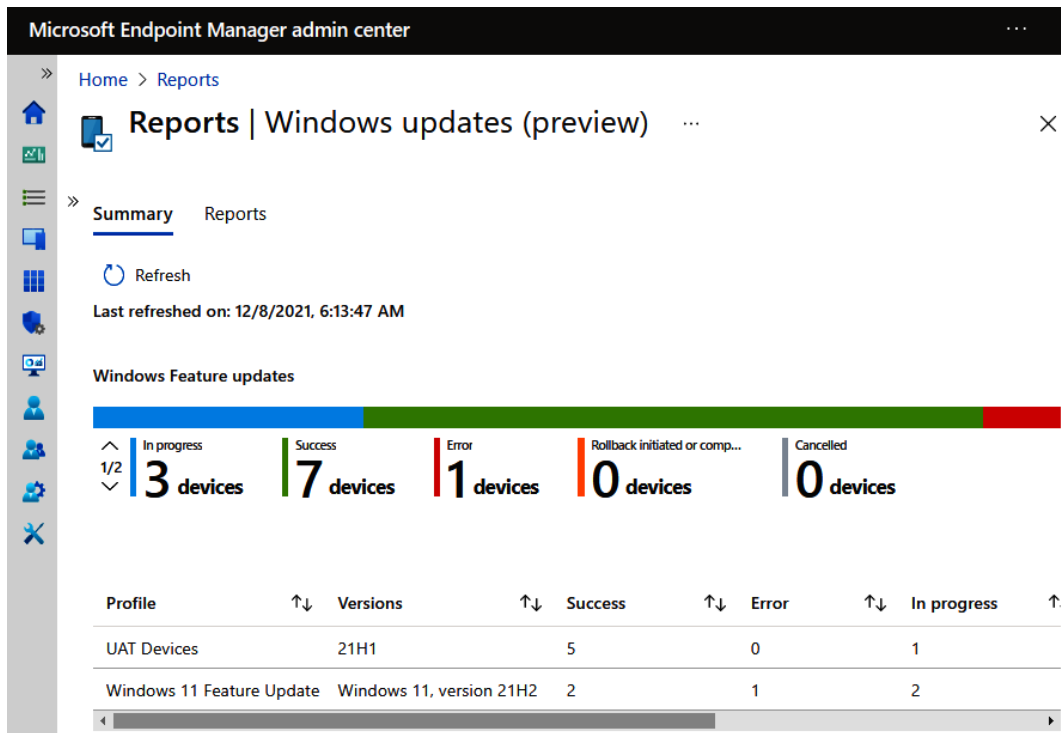 Microsoft Endpoint Manager admin center ...
Home > Reports
Reports | Windows updates (preview) ...
Summary Reports
Refresh
Last refreshed on: 12/8/2021, 6:13:47 AM
Windows Feature updates
In progress Success Error Rollback initiated or comp... Cancelled
1/2 3 devices 7 devices 1 devices 0 devices 0 devices
Profile Versions Success Error In progress
UAT Devices 21H1 5 0 1
Windows 11 Feature Update Windows 11, version 21H2 2 1 2